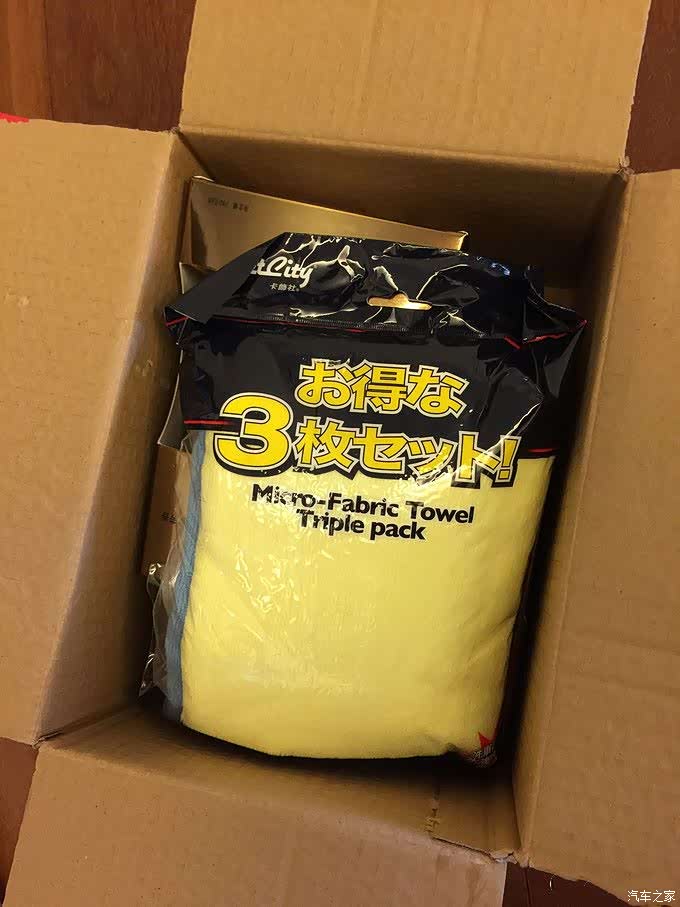 tCity
卡飾社
お得な
3枚セット!
Micro-Fabric Towel
Triple pack
汽车之家